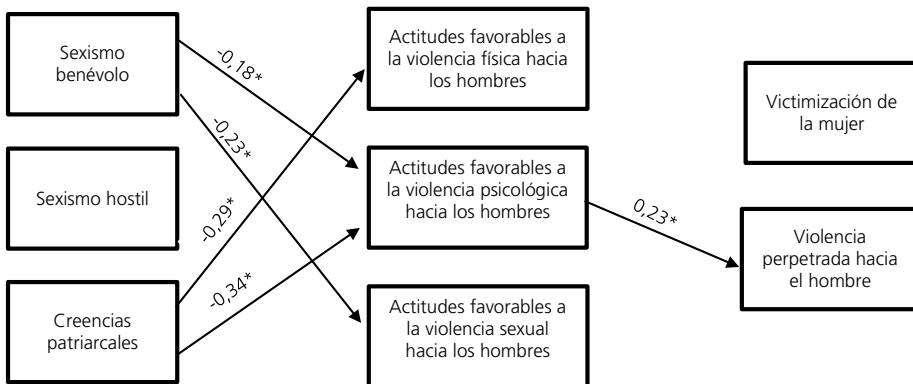 Sexismo
benévolo
Sexismo hostil
Creencias
patriarcales
-0,18*
-0,23*
-0,29*
-0,34*
Actitudes favorables a
la violencia física hacia
los hombres
Actitudes favorables a
la violencia psicológica
hacia los hombres
Actitudes favorables a
la violencia sexual
hacia los hombres
0,23*
Victimización de
la mujer
Violencia
perpetrada hacia
el hombre